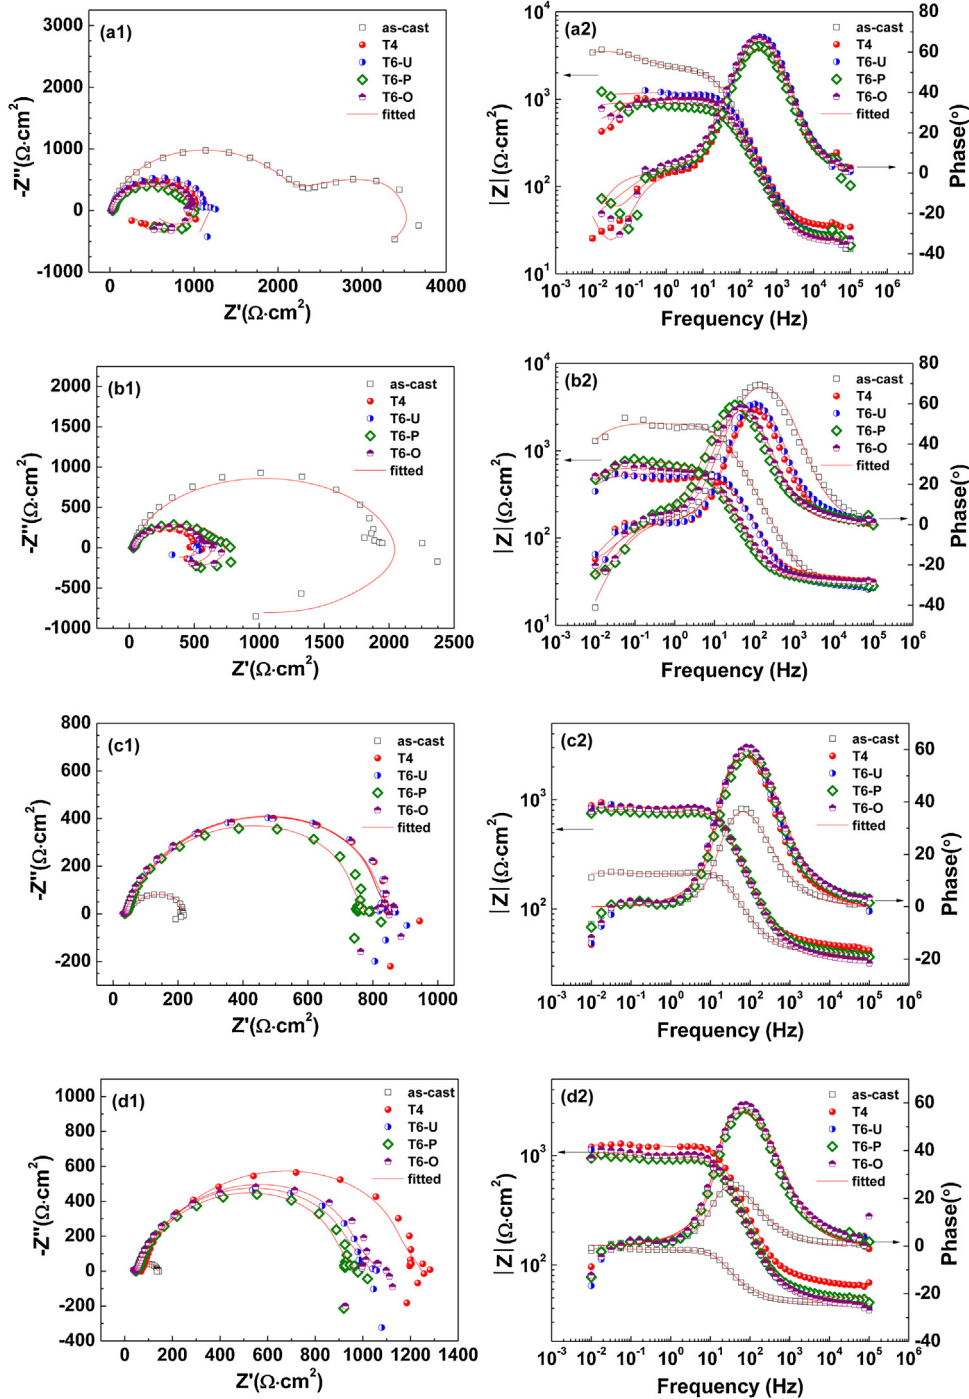 (a1)
as-cast
T4
T6-U
T6-P
T6-O
fitted
3000
2000
1000
0
-1000
-Z''(Ω·cm²)
0 1000 2000 3000 4000
Z'(Ω·cm²)
(a2)
as-cast
T4
T6-U
T6-P
T6-O
fitted
10⁴
10³
10²
10¹
|Z|(Ω·cm²)
80
60
40
20
0
-20
-40
Phase(°)
10⁻³ 10⁻² 10⁻¹ 10⁰ 10¹ 10² 10³ 10⁴ 10⁵ 10⁶
Frequency (Hz)
(b1)
as-cast
T4
T6-U
T6-P
T6-O
fitted
2000
1500
1000
500
0
-500
-1000
-Z''(Ω·cm²)
0 500 1000 1500 2000 2500
Z'(Ω·cm²)
(b2)
as-cast
T4
T6-U
T6-P
T6-O
fitted
10⁴
10³
10²
10¹
|Z|(Ω·cm²)
80
60
40
20
0
-20
-40
Phase(°)
10⁻³ 10⁻² 10⁻¹ 10⁰ 10¹ 10² 10³ 10⁴ 10⁵ 10⁶
Frequency (Hz)
(c1)
as-cast
T4
T6-U
T6-P
T6-O
fitted
800
600
400
200
0
-200
-Z''(Ω·cm²)
0 200 400 600 800 1000
Z'(Ω·cm²)
(c2)
as-cast
T4
T6-U
T6-P
T6-O
fitted
10³
10²
|Z|(Ω·cm²)
60
40
20
0
-20
Phase(°)
10⁻³ 10⁻² 10⁻¹ 10⁰ 10¹ 10² 10³ 10⁴ 10⁵ 10⁶
Frequency (Hz)
(d1)
as-cast
T4
T6-U
T6-P
T6-O
fitted
1000
800
600
400
200
0
-200
-400
-Z''(Ω·cm²)
0 200 400 600 800 1000 1200 1400
Z'(Ω·cm²)
(d2)
as-cast
T4
T6-U
T6-P
T6-O
fitted
10³
10²
|Z|(Ω·cm²)
60
40
20
0
-20
-40
Phase(°)
10⁻³ 10⁻² 10⁻¹ 10⁰ 10¹ 10² 10³ 10⁴ 10⁵ 10⁶
Frequency (Hz)